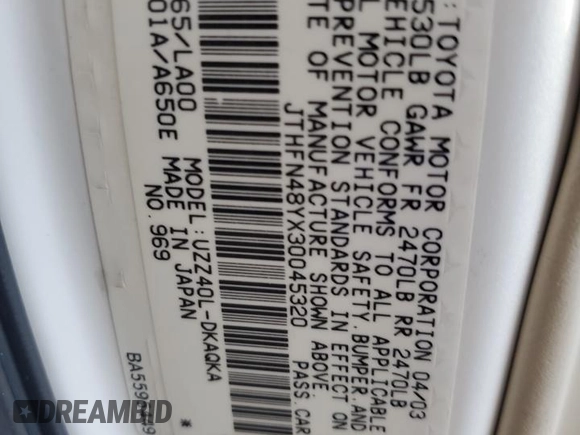 : TOYOTA MOTOR CORPORATION 04/03
530LB GAWR FR 2470LB RR 2470LB
VEHICLE CONFORMS TO ALL APPLICABLE
MOTOR VEHICLE SAFETY, BUMPER AND
PREVENTION STANDARDS IN EFFECT ON
TE OF MANUFACTURE SHOWN ABOVE.
JTHFN48YX30045320 PASS.CAR
MODEL:UZZ40L-DKAQKA
65/LA00
01A/A650E MADE IN JAPAN
NO.969
DREAMBID